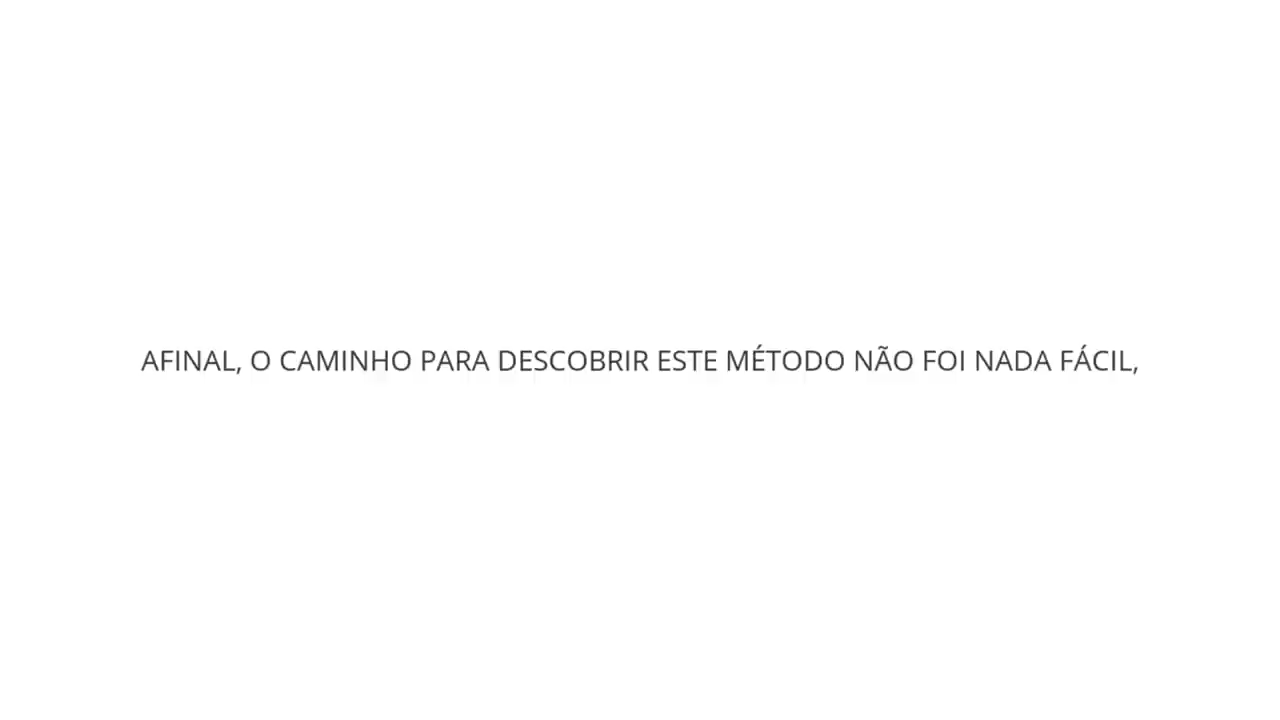 AFINAL, O CAMINHO PARA DESCOBRIR ESTE MÉTODO NÃO FOI NADA FÁCIL,